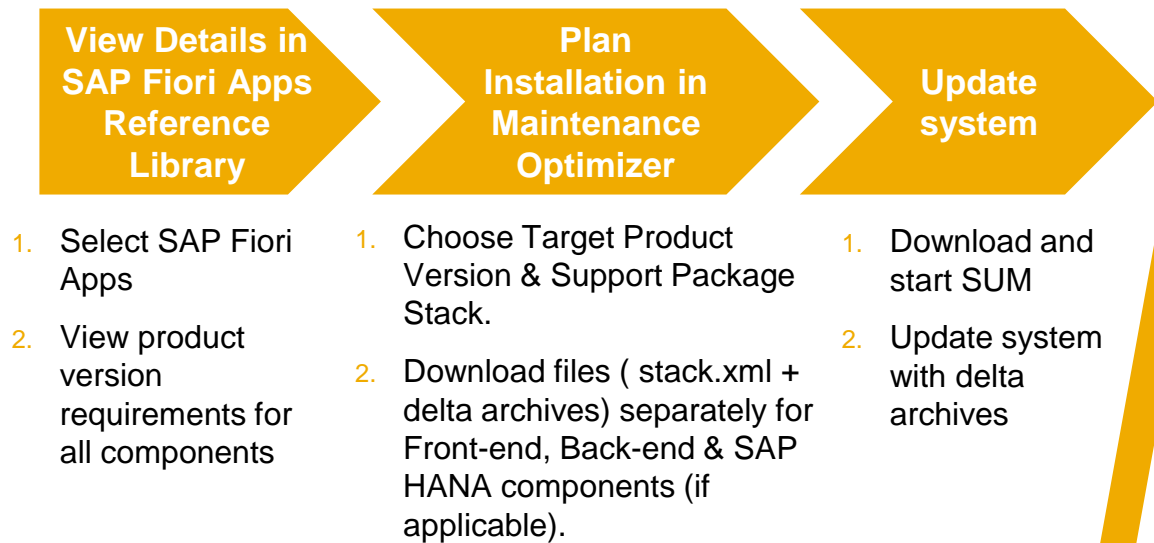 View Details in
SAP Fiori Apps
Reference
Library
Plan
Installation in
Maintenance
Optimizer
Update
system
1. Select SAP Fiori
Apps
2. View product
version
requirements for
all components
1. Choose Target Product
Version & Support Package
Stack.
2. Download files ( stack.xml +
delta archives) separately for
Front-end, Back-end & SAP
HANA components (if
applicable).
1. Download and
start SUM
2. Update system
with delta
archives